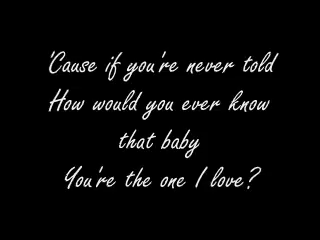 'Cause if you're never told
How would you ever know
that baby
You're the one I love?